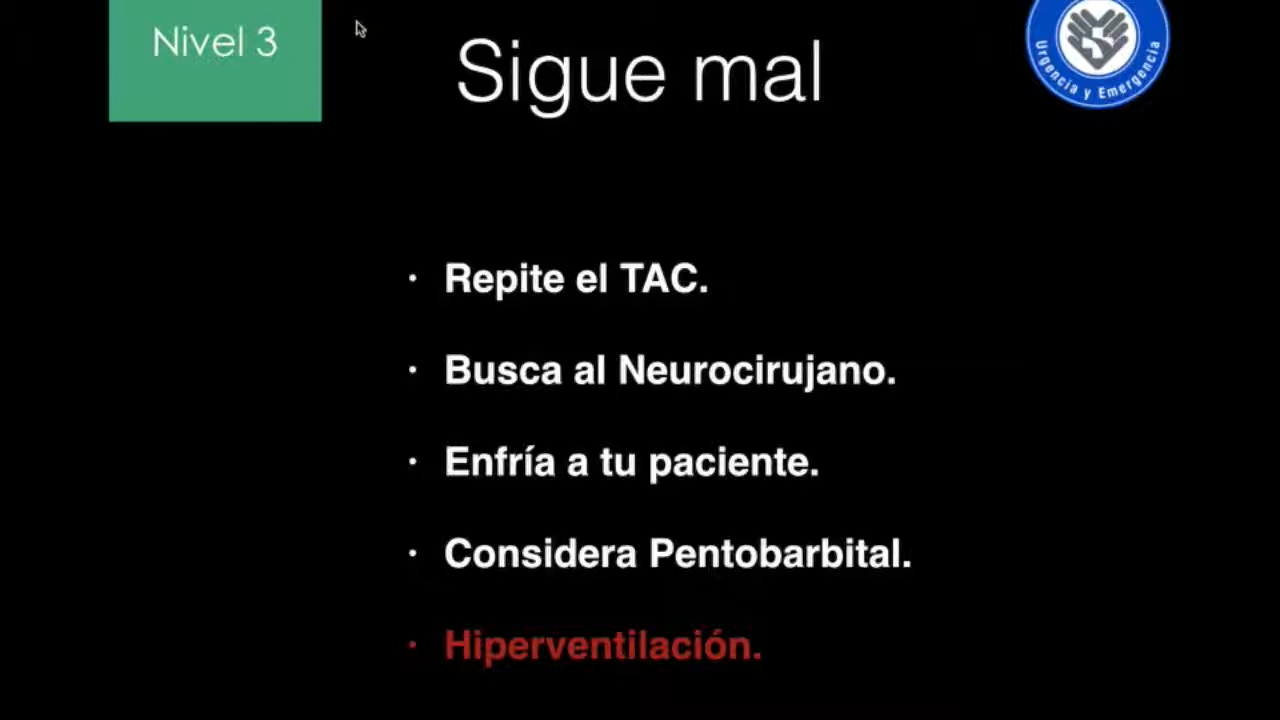 Nivel 3
Sigue mal
Urgencia y Emergencia
· Repite el TAC.
· Busca al Neurocirujano.
· Enfría a tu paciente.
· Considera Pentobarbital.
· Hiperventilación.